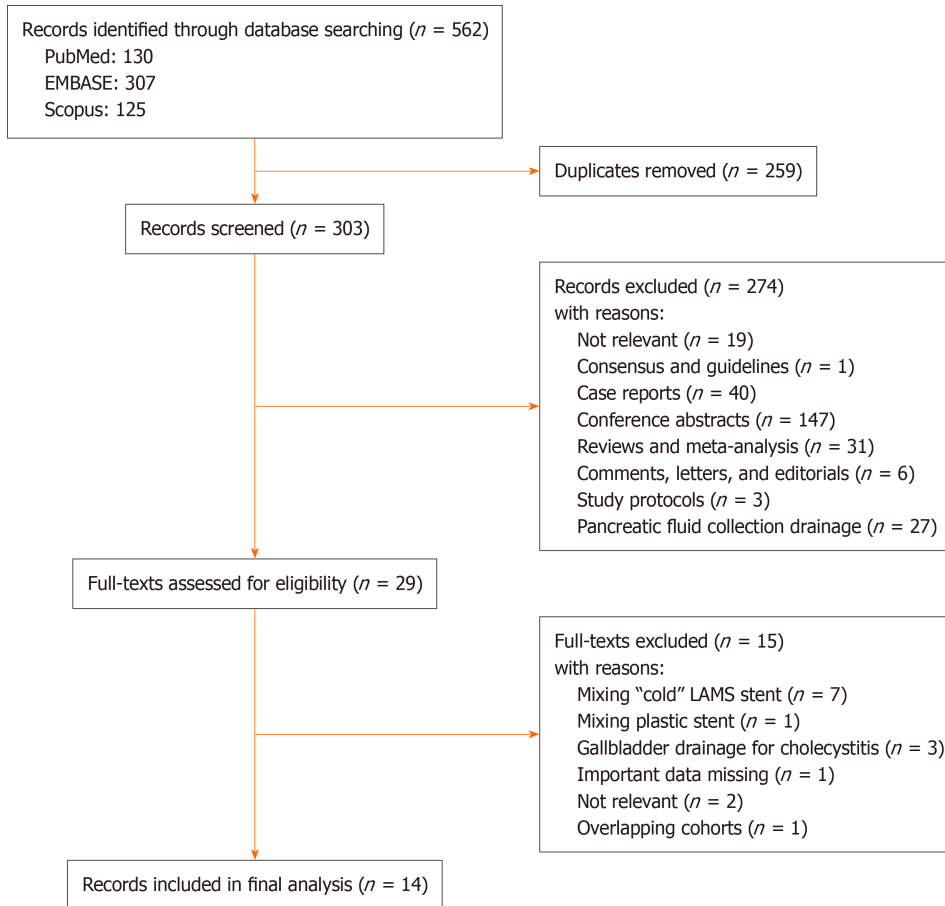 Records identified through database searching (n = 562)
PubMed: 130
EMBASE: 307
Scopus: 125
Duplicates removed (n = 259)
Records screened (n = 303)
Records excluded (n = 274)
with reasons:
Not relevant (n = 19)
Consensus and guidelines (n = 1)
Case reports (n = 40)
Conference abstracts (n = 147)
Reviews and meta-analysis (n = 31)
Comments, letters, and editorials (n = 6)
Study protocols (n = 3)
Pancreatic fluid collection drainage (n = 27)
Full-texts assessed for eligibility (n = 29)
Full-texts excluded (n = 15)
with reasons:
Mixing “cold” LAMS stent (n = 7)
Mixing plastic stent (n = 1)
Gallbladder drainage for cholecystitis (n = 3)
Important data missing (n = 1)
Not relevant (n = 2)
Overlapping cohorts (n = 1)
Records included in final analysis (n = 14)